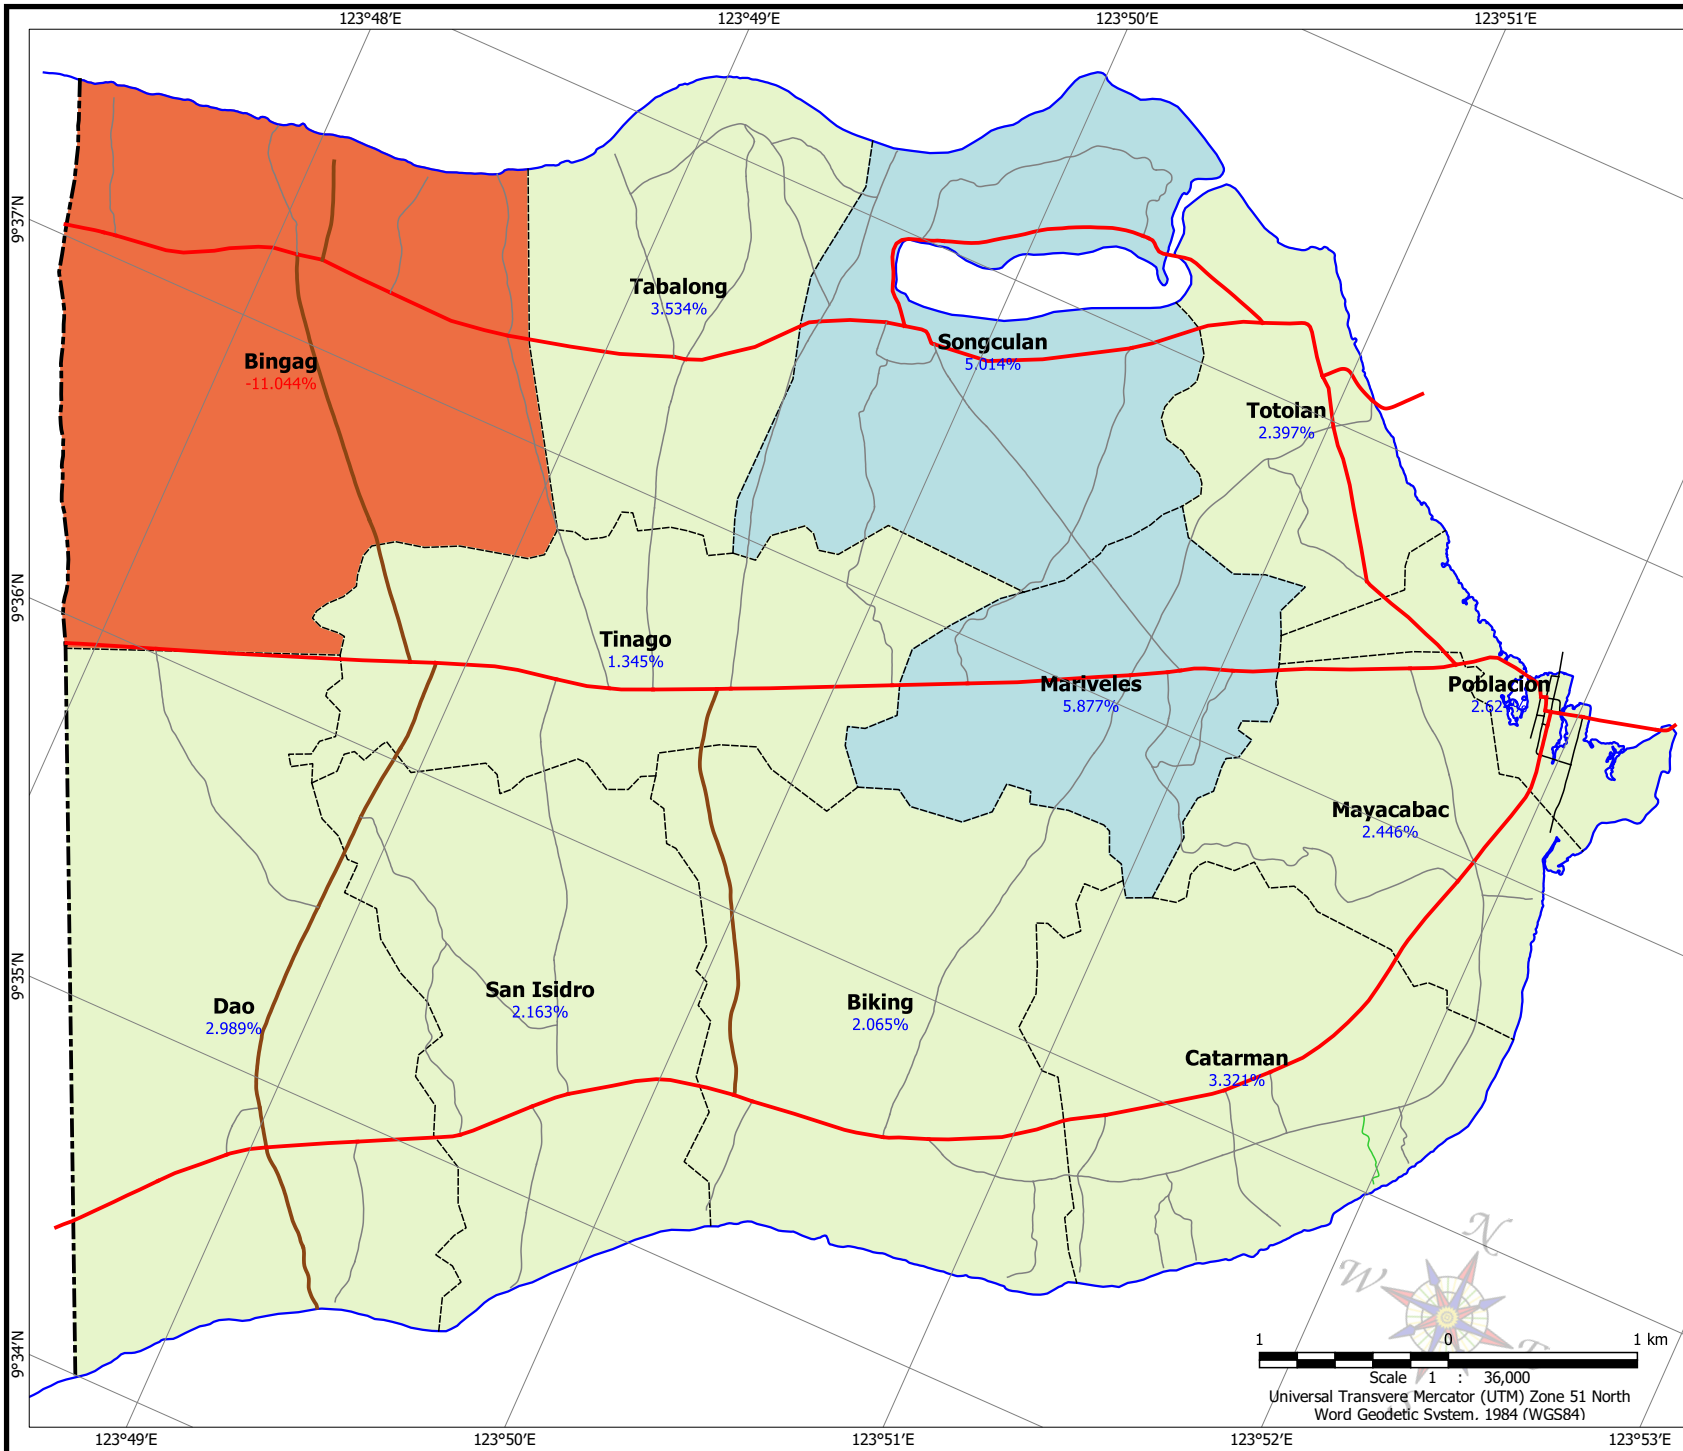 123°48'E
123°49'E
123°50'E
123°51'E
9°37'N
Tabalong
3.534%
Songculan
5.014%
Bingag
-11.044%
Totolan
2.397%
9°36'N
Tinago
1.345%
Mariveles
5.877%
Poblacion
Mayacabac
2.446%
9°35'N
San Isidro
2.163%
Dao
2.989%
Biking
2.065%
Catarman
3.321%
N
W
9°34'N
1 0 1 km
Scale 1 : 36,000
Universal Transvere Mercator (UTM) Zone 51 North
Word Geodetic System, 1984 (WGS84)
123°49'E
123°50'E
123°51'E
123°52'E
123°53'E